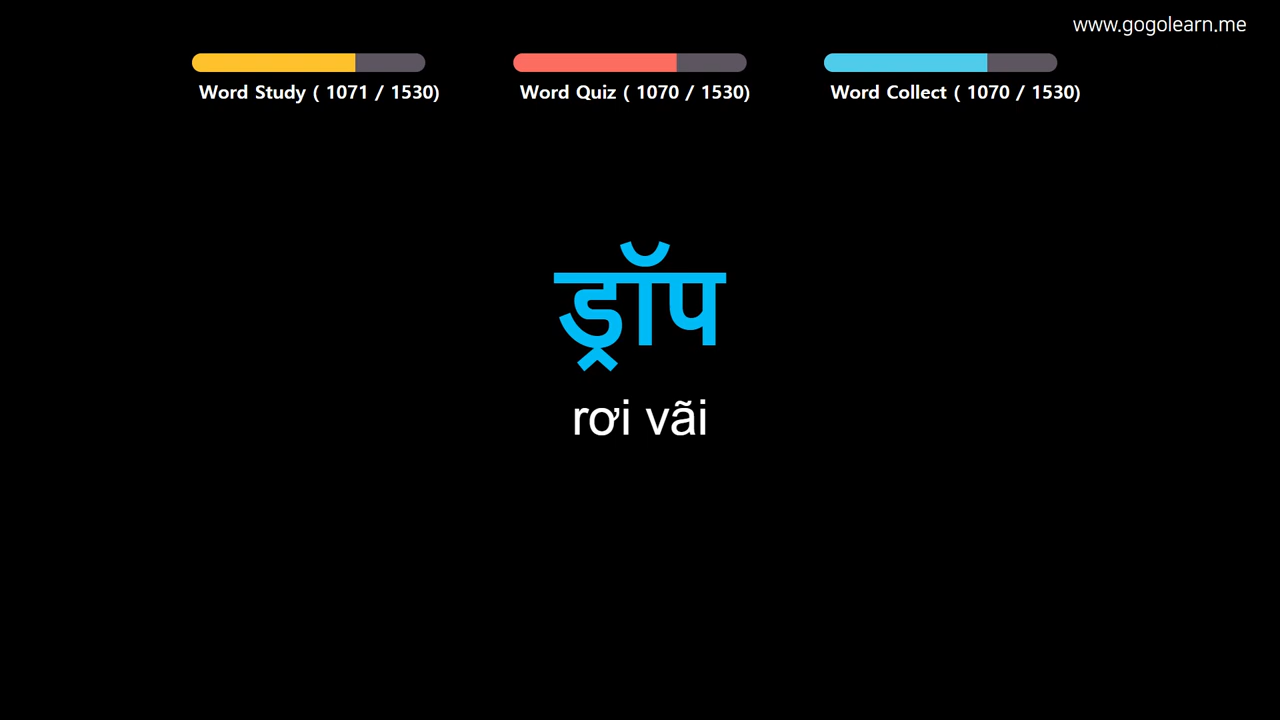 www.gogolearn.me
Word Study ( 1071 / 1530)
Word Quiz ( 1070 / 1530)
Word Collect ( 1070 / 1530)
ड्रॉप
rơi vãi